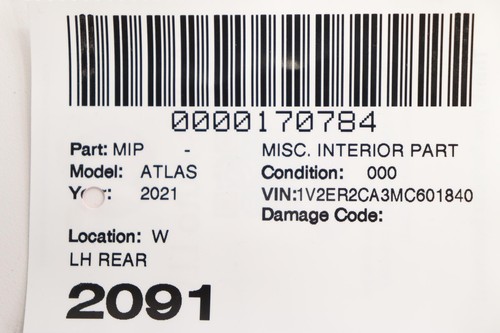 0000170784
Part: MIP - MISC. INTERIOR PART
Model: ATLAS Condition: 000
Year: 2021 VIN:1V2ER2CA3MC601840
Damage Code:
Location: W
LH REAR
2091